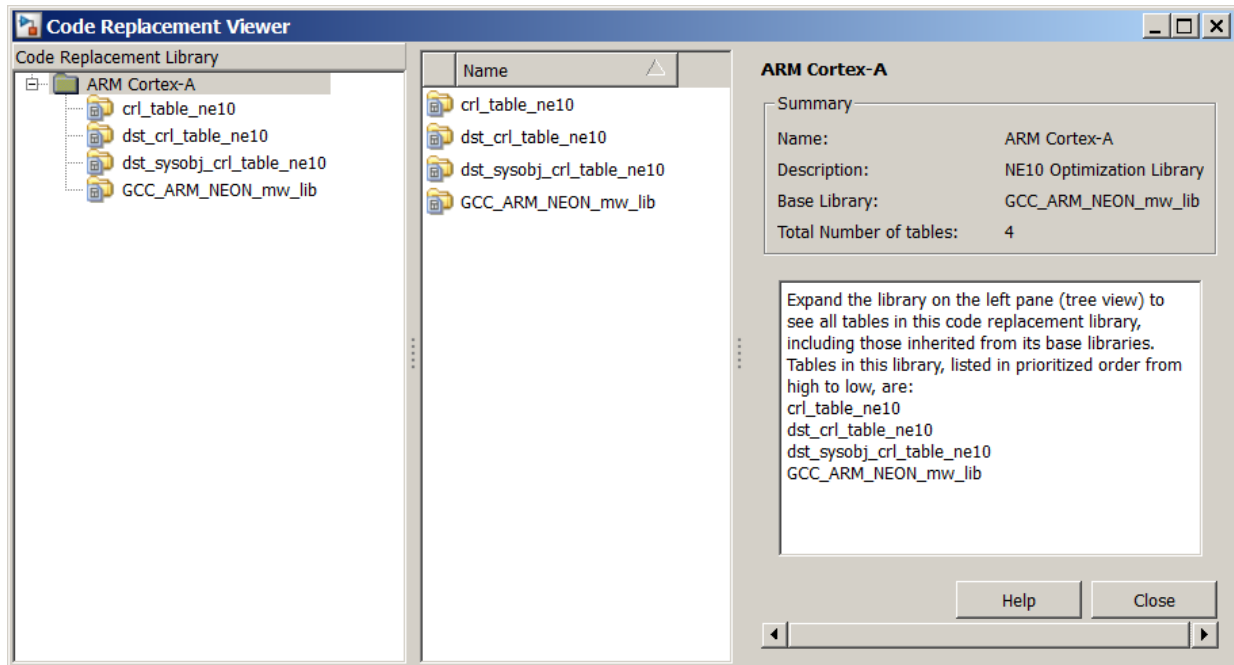 Code Replacement Viewer
Code Replacement Library
ARM Cortex-A
crl_table_ne10
dst_crl_table_ne10
dst_sysobj_crl_table_ne10
GCC_ARM_NEON_mw_lib
Name
crl_table_ne10
dst_crl_table_ne10
dst_sysobj_crl_table_ne10
GCC_ARM_NEON_mw_lib
ARM Cortex-A
Summary
Name: ARM Cortex-A
Description: NE10 Optimization Library
Base Library: GCC_ARM_NEON_mw_lib
Total Number of tables: 4
Expand the library on the left pane (tree view) to
see all tables in this code replacement library,
including those inherited from its base libraries.
Tables in this library, listed in prioritized order from
high to low, are:
crl_table_ne10
dst_crl_table_ne10
dst_sysobj_crl_table_ne10
GCC_ARM_NEON_mw_lib
Help Close